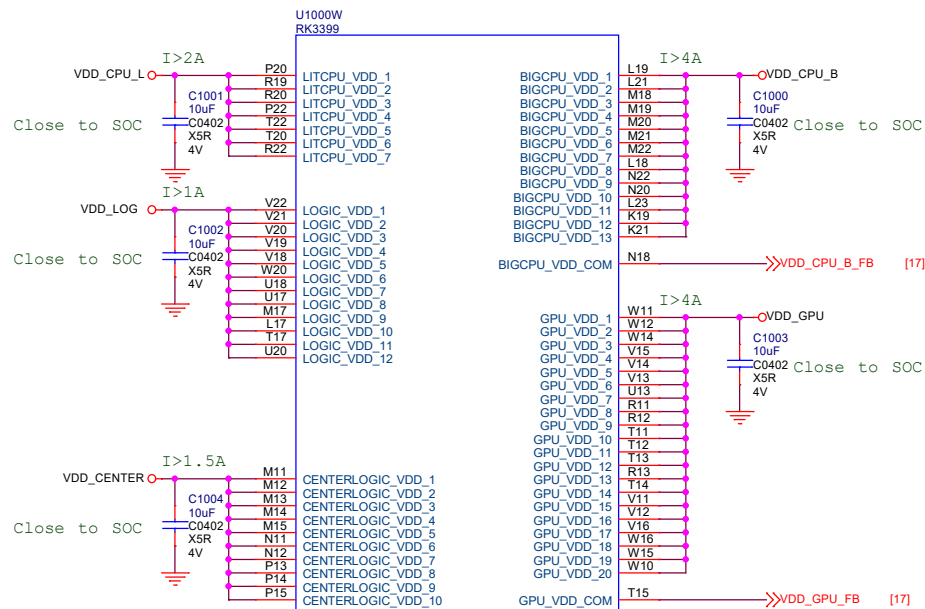 U1000W
RK3399
I>2A
VDD_CPU_L
C1001
10uF
C0402
X5R
4V
Close to SOC
P20 LITCPU_VDD_1
R19 LITCPU_VDD_2
R20 LITCPU_VDD_3
P22 LITCPU_VDD_4
T22 LITCPU_VDD_5
T20 LITCPU_VDD_6
R22 LITCPU_VDD_7
I>1A
VDD_LOG
C1002
10uF
C0402
X5R
4V
Close to SOC
V22 LOGIC_VDD_1
V21 LOGIC_VDD_2
V20 LOGIC_VDD_3
V19 LOGIC_VDD_4
V18 LOGIC_VDD_5
W20 LOGIC_VDD_6
U18 LOGIC_VDD_7
U17 LOGIC_VDD_8
M17 LOGIC_VDD_9
L17 LOGIC_VDD_10
T17 LOGIC_VDD_11
U20 LOGIC_VDD_12
I>1.5A
VDD_CENTER
C1004
10uF
C0402
X5R
4V
Close to SOC
M11 CENTERLOGIC_VDD_1
M12 CENTERLOGIC_VDD_2
M13 CENTERLOGIC_VDD_3
M14 CENTERLOGIC_VDD_4
M15 CENTERLOGIC_VDD_5
N11 CENTERLOGIC_VDD_6
N12 CENTERLOGIC_VDD_7
P13 CENTERLOGIC_VDD_8
P14 CENTERLOGIC_VDD_9
P15 CENTERLOGIC_VDD_10
I>4A
VDD_CPU_B
C1000
10uF
C0402
X5R
4V
Close to SOC
BIGCPU_VDD_1 L19
BIGCPU_VDD_2 L21
BIGCPU_VDD_3 M18
BIGCPU_VDD_4 M19
BIGCPU_VDD_5 M20
BIGCPU_VDD_6 M21
BIGCPU_VDD_7 M22
BIGCPU_VDD_8 L18
BIGCPU_VDD_9 N22
BIGCPU_VDD_10 N20
BIGCPU_VDD_11 L23
BIGCPU_VDD_12 K19
BIGCPU_VDD_13 K21
BIGCPU_VDD_COM N18 VDD_CPU_B_FB [17]
I>4A
VDD_GPU
C1003
10uF
C0402
X5R
4V
Close to SOC
GPU_VDD_1 W11
GPU_VDD_2 W12
GPU_VDD_3 W14
GPU_VDD_4 V15
GPU_VDD_5 V14
GPU_VDD_6 V13
GPU_VDD_7 U13
GPU_VDD_8 R11
GPU_VDD_9 R12
GPU_VDD_10 T11
GPU_VDD_11 T12
GPU_VDD_12 T13
GPU_VDD_13 R13
GPU_VDD_14 T14
GPU_VDD_15 V11
GPU_VDD_16 V12
GPU_VDD_17 V16
GPU_VDD_18 W16
GPU_VDD_19 W15
GPU_VDD_20 W10
GPU_VDD_COM T15 VDD_GPU_FB [17]